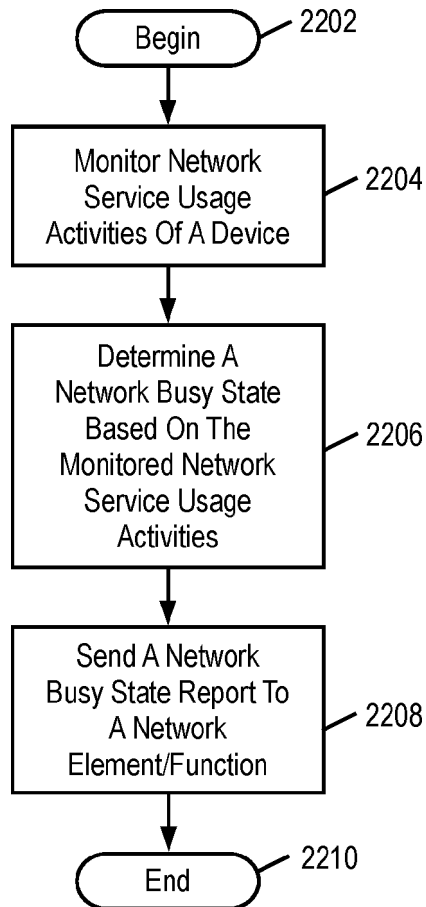 Begin
2202
Monitor Network
Service Usage
Activities Of A Device
2204
Determine A
Network Busy State
Based On The
Monitored Network
Service Usage
Activities
2206
Send A Network
Busy State Report To
A Network
Element/Function
2208
End
2210